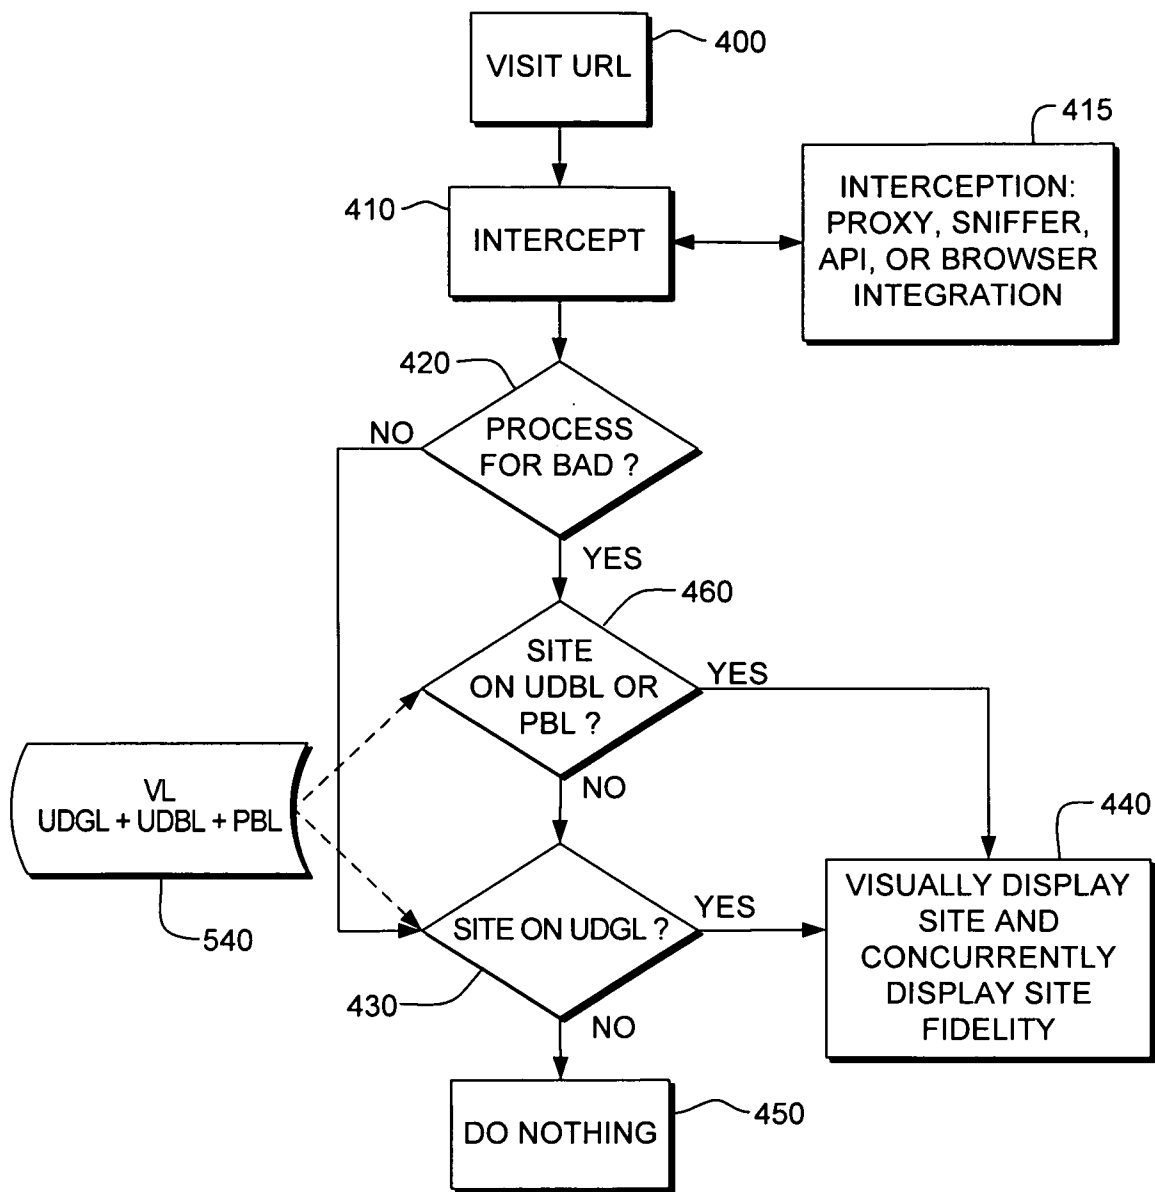 VISIT URL
400
415
410
INTERCEPT
INTERCEPTION:
PROXY, SNIFFER,
API, OR BROWSER
INTEGRATION
420
NO
PROCESS
FOR BAD ?
YES
460
SITE
ON UDBL OR
PBL ?
YES
NO
VL
UDGL + UDBL + PBL
540
440
SITE ON UDGL ?
YES
430
NO
VISUALLY DISPLAY
SITE AND
CONCURRENTLY
DISPLAY SITE
FIDELITY
DO NOTHING
450